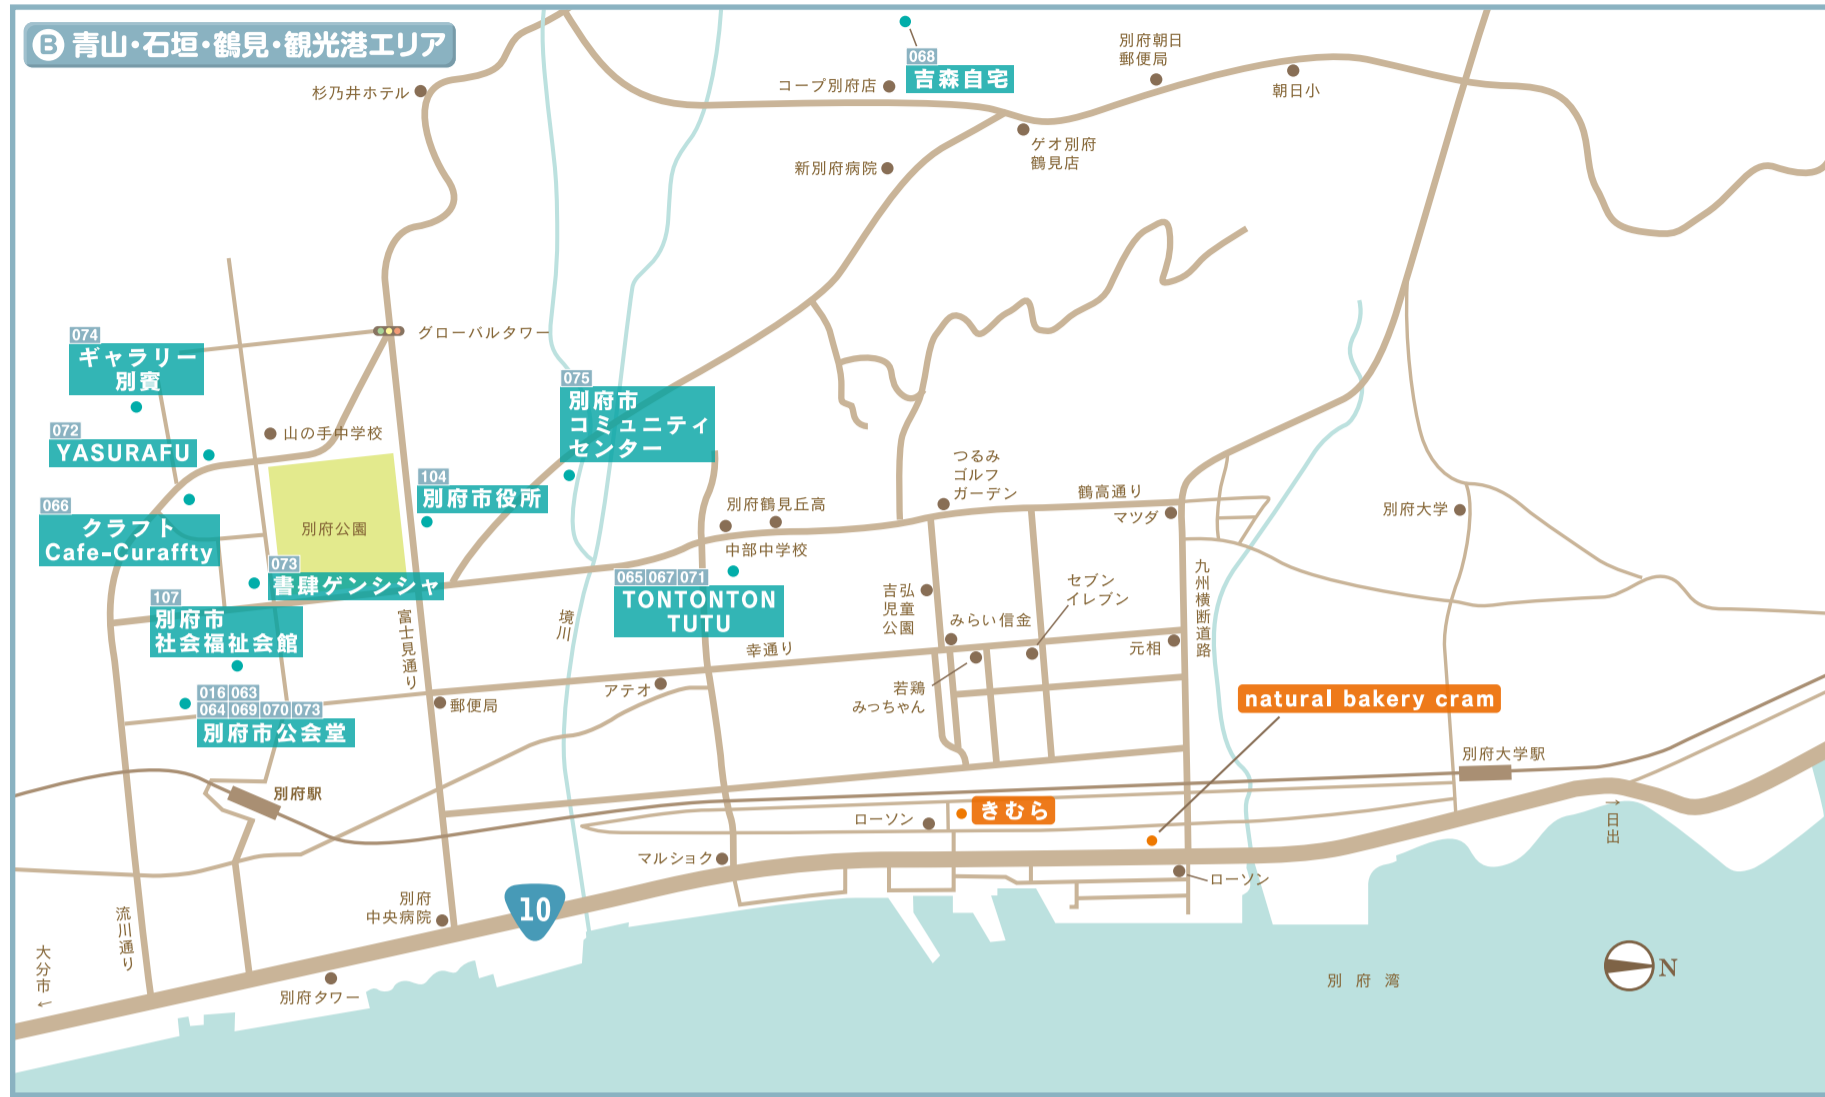 B 青山・石垣・鶴見・観光港エリア
068
吉森自宅
杉乃井ホテル
コープ別府店
別府朝日
郵便局
朝日小
ゲオ別府
鶴見店
新別府病院
グローバルタワー
074
ギャラリー
別賓
072
YASURAFU
山の手中学校
066
クラフト
Cafe-Curaffty
別府公園
104
別府市役所
075
別府市
コミュニティ
センター
073
書肆ゲンシシャ
107
別府市
社会福祉会館
016 063
064 069 070 073
別府市公会堂
富士見通り
境川
065 067 071
TONTONTON
TUTU
別府鶴見丘高
中部中学校
つるみ
ゴルフ
ガーデン
鶴高通り
マツダ
別府大学
九州横断道路
吉弘
児童
公園
みらい信金
セブン
イレブン
元相
幸通り
若鶏
みっちゃん
アテオ
郵便局
natural bakery cram
別府大学駅
別府駅
きむら
ローソン
マルショク
ローソン
→日出
別府
中央病院
10
流川通り
大分市←
別府タワー
別府湾
N